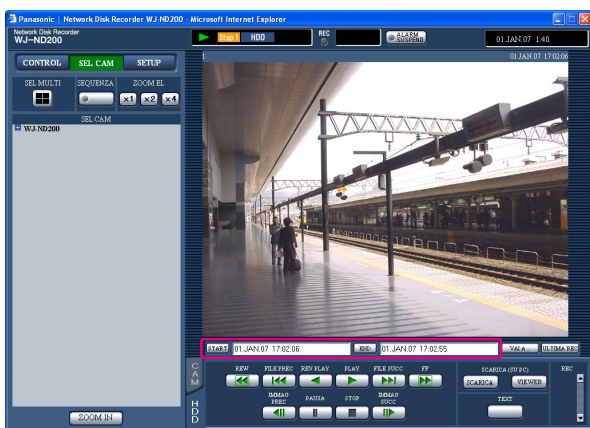 Panasonic | Network Disk Recorder WJ-ND200 - Microsoft Internet Explorer
Network Disk Recorder
WJ-ND200
Step1 HDD
REC
ALARM
SUSPEND
01.JAN.07 1:40
CONTROL SEL CAM SETUP
1 01.JAN.07 17:02:06
SEL MULTI SEQUENZA ZOOM EL
x1 x2 x4
SEL CAM
WJ-ND200
START 01.JAN.07 17:02:06 END 01.JAN.07 17:02:55 VAI A ULTIMA REC
CAM
HDD
REW FILE PREC REV PLAY PLAY FILE SUCC FF
SCARICA (SU PC)
REC
SCARICA VIEWER
IMMAG
PREC
PAUSA STOP
IMMAG
SUCC
TEXT
ZOOM IN